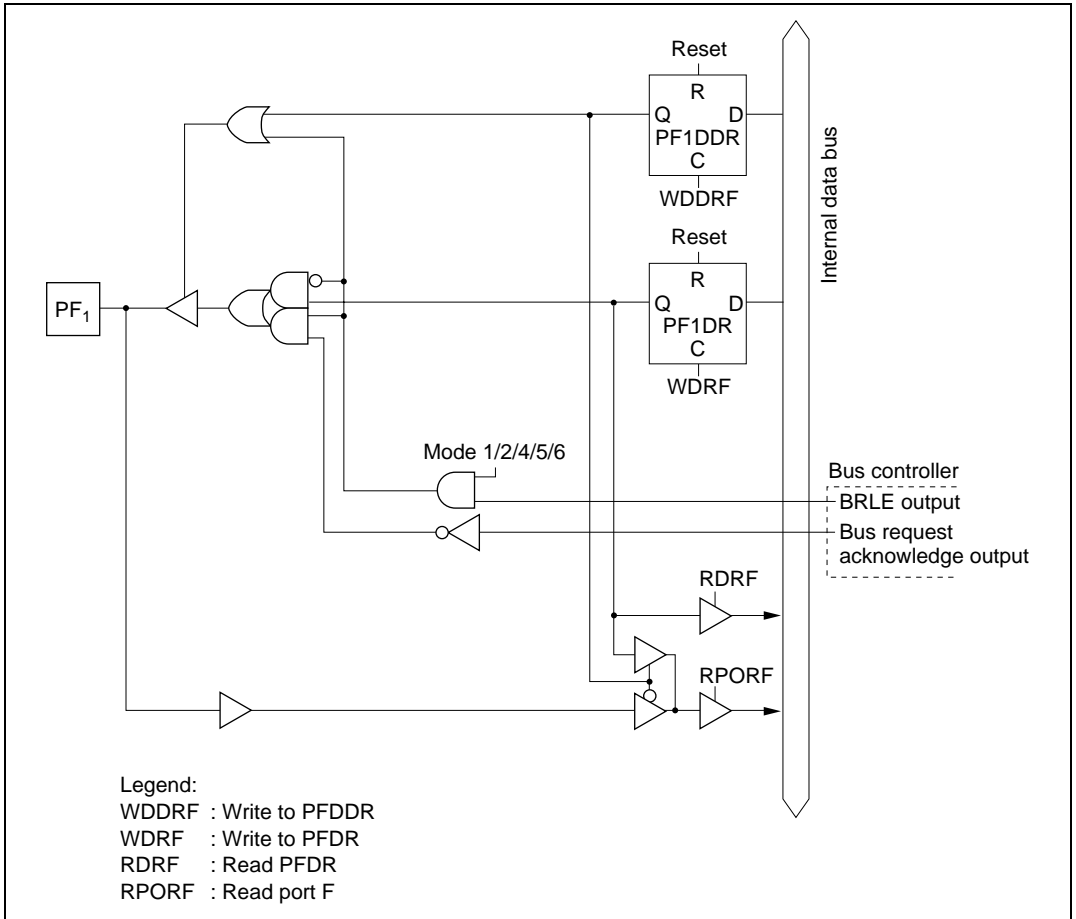 Reset
R
Q D
PF1DDR
C
WDDRF
Internal data bus
Reset
R
Q D
PF1DR
C
WDRF
PF1
Mode 1/2/4/5/6
Bus controller
BRLE output
Bus request
acknowledge output
RDRF
RPORF
Legend:
WDDRF : Write to PFDDR
WDRF : Write to PFDR
RDRF : Read PFDR
RPORF : Read port F